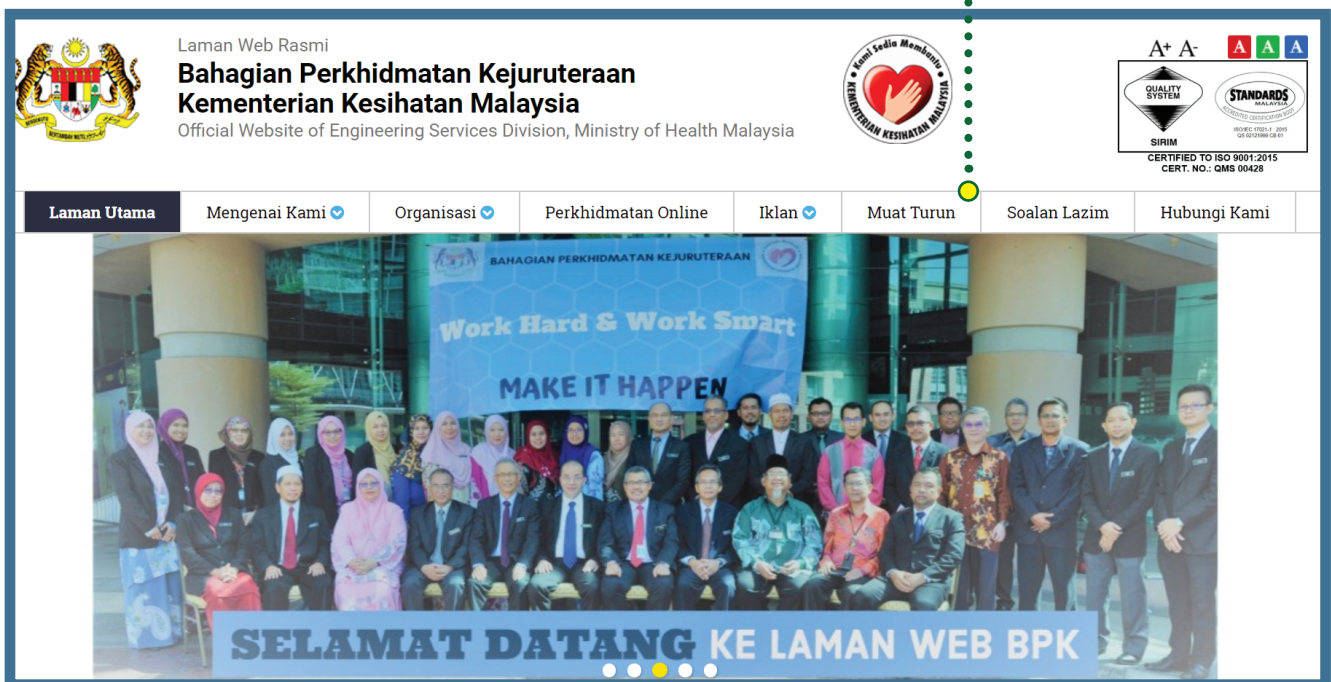 Laman Web Rasmi
Bahagian Perkhidmatan Kejuruteraan
Kementerian Kesihatan Malaysia
Official Website of Engineering Services Division, Ministry of Health Malaysia
Kami Sedia Membantu
KEMENTERIAN KESIHATAN MALAYSIA
A+ A- A A A
QUALITY
SYSTEM
SIRIM
STANDARDS
MALAYSIA
CERTIFIED TO ISO 9001:2015
CERT. NO.: QMS 00428
Laman Utama Mengenai Kami Organisasi Perkhidmatan Online Iklan Muat Turun Soalan Lazim Hubungi Kami
BAHAGIAN PERKHIDMATAN KEJURUTERAAN
Work Hard & Work Smart
MAKE IT HAPPEN
SELAMAT DATANG KE LAMAN WEB BPK